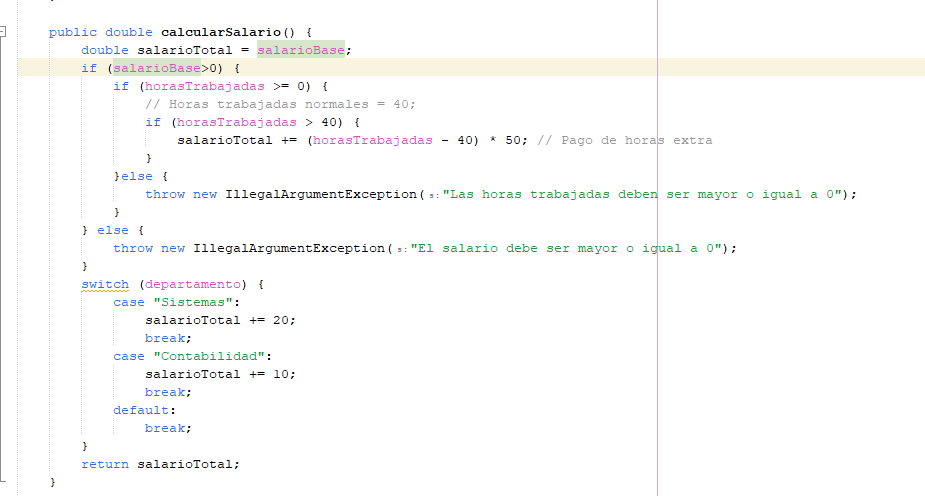 public double calcularSalario() {
double salarioTotal = salarioBase;
if (salarioBase>0) {
if (horasTrabajadas >= 0) {
// Horas trabajadas normales = 40;
if (horasTrabajadas > 40) {
salarioTotal += (horasTrabajadas - 40) * 50; // Pago de horas extra
}
}else {
throw new IllegalArgumentException(s:"Las horas trabajadas deben ser mayor o igual a 0");
}
} else {
throw new IllegalArgumentException(s:"El salario debe ser mayor o igual a 0");
}
switch (departamento) {
case "Sistemas":
salarioTotal += 20;
break;
case "Contabilidad":
salarioTotal += 10;
break;
default:
break;
}
return salarioTotal;
}